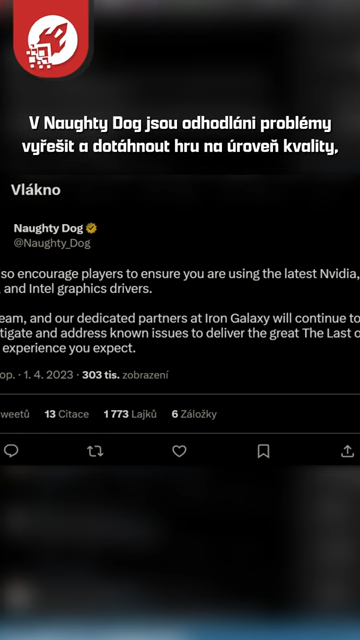 V Naughty Dog jsou odhodláni problémy
vyřešit a dotáhnout hru na úroveň kvality,
Vlákno
Naughty Dog
@Naughty_Dog
so encourage players to ensure you are using the latest Nvidia,
and Intel graphics drivers.
eam, and our dedicated partners at Iron Galaxy will continue to
tigate and address known issues to deliver the great The Last o
experience you expect.
op. · 1. 4. 2023 · 303 tis. zobrazení
weetů 13 Citace 1 773 Lajků 6 Záložky